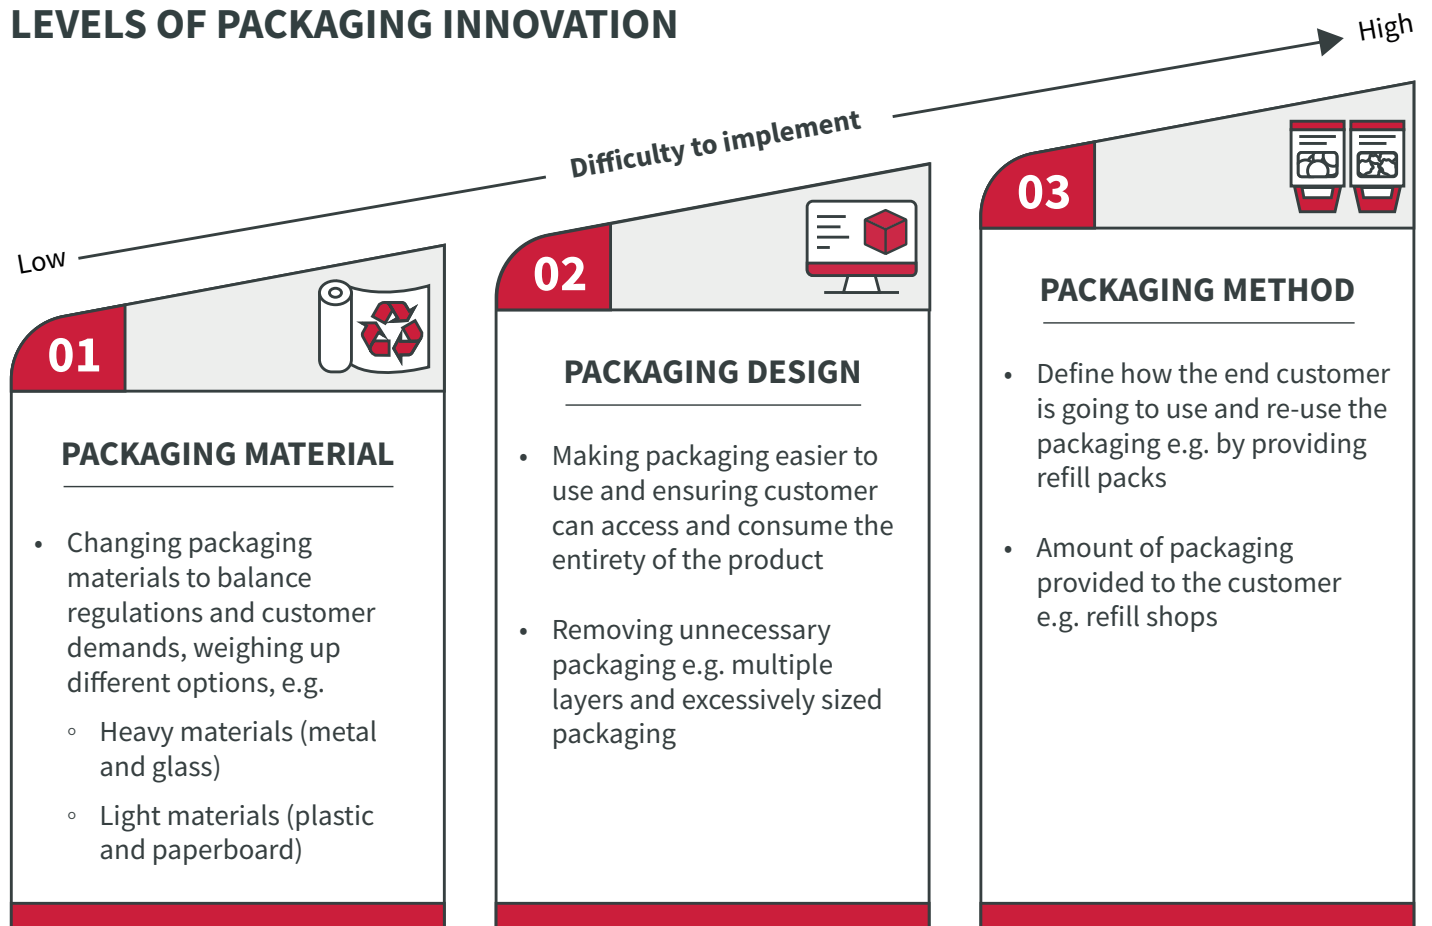 LEVELS OF PACKAGING INNOVATION
Low
Difficulty to implement
High
01
PACKAGING MATERIAL
• Changing packaging
materials to balance
regulations and customer
demands, weighing up
different options, e.g.
◦ Heavy materials (metal
and glass)
◦ Light materials (plastic
and paperboard)
02
PACKAGING DESIGN
• Making packaging easier to
use and ensuring customer
can access and consume the
entirety of the product
• Removing unnecessary
packaging e.g. multiple
layers and excessively sized
packaging
03
PACKAGING METHOD
• Define how the end customer
is going to use and re-use the
packaging e.g. by providing
refill packs
• Amount of packaging
provided to the customer
e.g. refill shops